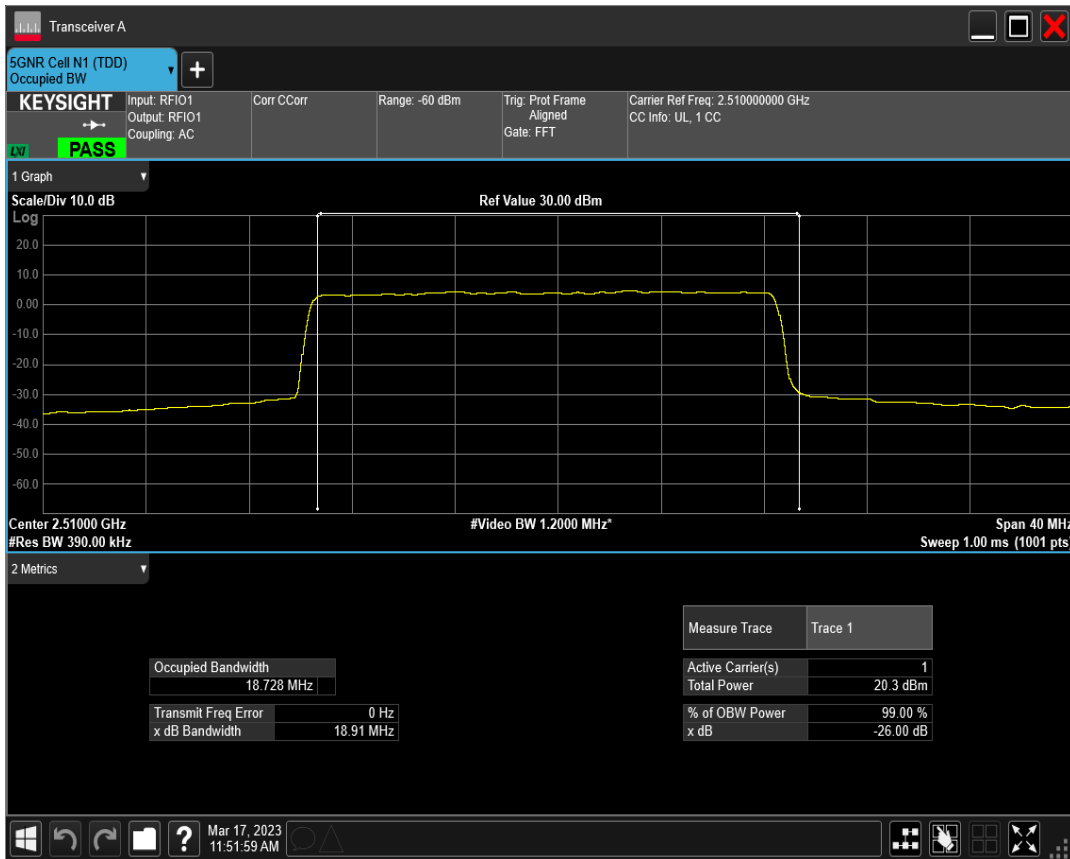 Transceiver A
5GNR Cell N1 (TDD)
Occupied BW
+
KEYSIGHT
LXI
PASS
Input: RFIO1
Output: RFIO1
Coupling: AC
Corr CCorr
Range: -60 dBm
Trig: Prot Frame
Aligned
Gate: FFT
Carrier Ref Freq: 2.510000000 GHz
CC Info: UL, 1 CC
1 Graph
Scale/Div 10.0 dB
Ref Value 30.00 dBm
Log
20.0
10.0
0.00
-10.0
-20.0
-30.0
-40.0
-50.0
-60.0
Center 2.51000 GHz
#Video BW 1.2000 MHz*
Span 40 MHz
#Res BW 390.00 kHz
Sweep 1.00 ms (1001 pts)
2 Metrics
Measure Trace Trace 1
Occupied Bandwidth
18.728 MHz
Active Carrier(s) 1
Total Power 20.3 dBm
Transmit Freq Error 0 Hz
x dB Bandwidth 18.91 MHz
% of OBW Power 99.00 %
x dB -26.00 dB
?
Mar 17, 2023
11:51:59 AM